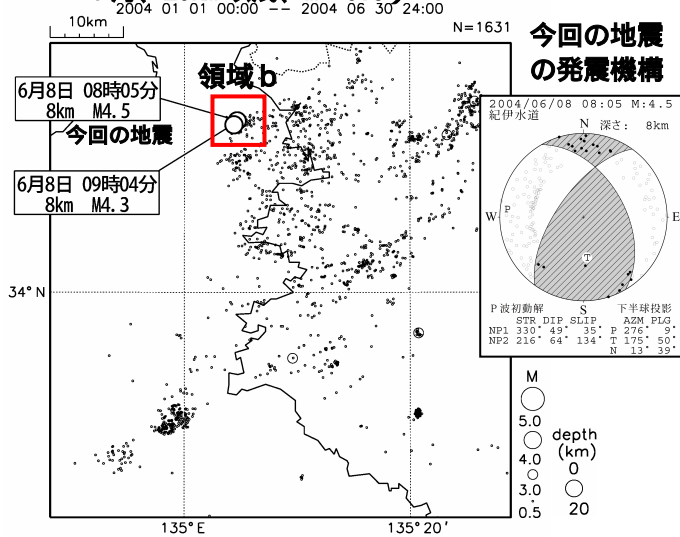 2004 01 01 00:00 -- 2004 06 30 24:00
10km
N=1631
今回の地震
の発震機構
領域b
6月8日 08時05分
8km M4.5
今回の地震
6月8日 09時04分
8km M4.3
2004/06/08 08:05 M:4.5
紀伊水道
N 深さ: 8km
P
W E
T
S
P波初動解 下半球投影
STR DIP SLIP AZM PLG
NP1 330° 49° 35° P 276° 9°
NP2 216° 64° 134° T 175° 50°
N 13° 39°
34°N
135°E
135°20'
M
5.0
4.0
3.0
0.5
depth
(km)
0
20